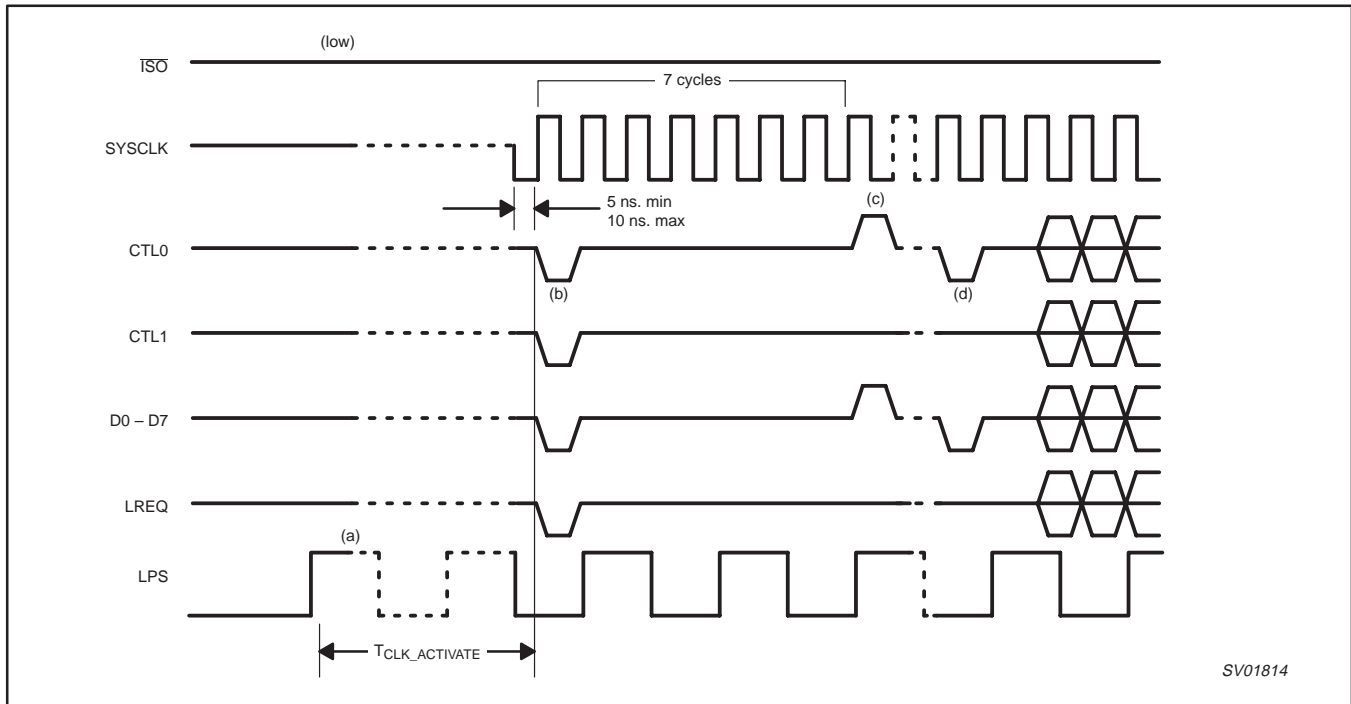 (low)
ISO
7 cycles
SYSCLK
5 ns. min
10 ns. max
(c)
CTL0
(b)
(d)
CTL1
D0 – D7
LREQ
(a)
LPS
TCLK_ACTIVATE
SV01814